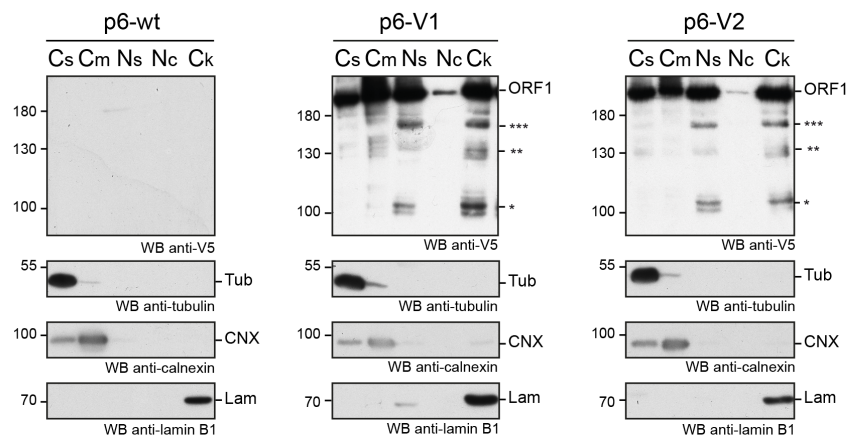 p6-wt
Cs Cm Ns Nc Ck
180
130
100
WB anti-V5
55
Tub
WB anti-tubulin
100
CNX
WB anti-calnexin
70
Lam
WB anti-lamin B1
p6-V1
Cs Cm Ns Nc Ck
ORF1
180
***
130
**
100
*
WB anti-V5
55
Tub
WB anti-tubulin
100
CNX
WB anti-calnexin
70
Lam
WB anti-lamin B1
p6-V2
Cs Cm Ns Nc Ck
ORF1
180
***
130
**
100
*
WB anti-V5
55
Tub
WB anti-tubulin
100
CNX
WB anti-calnexin
70
Lam
WB anti-lamin B1